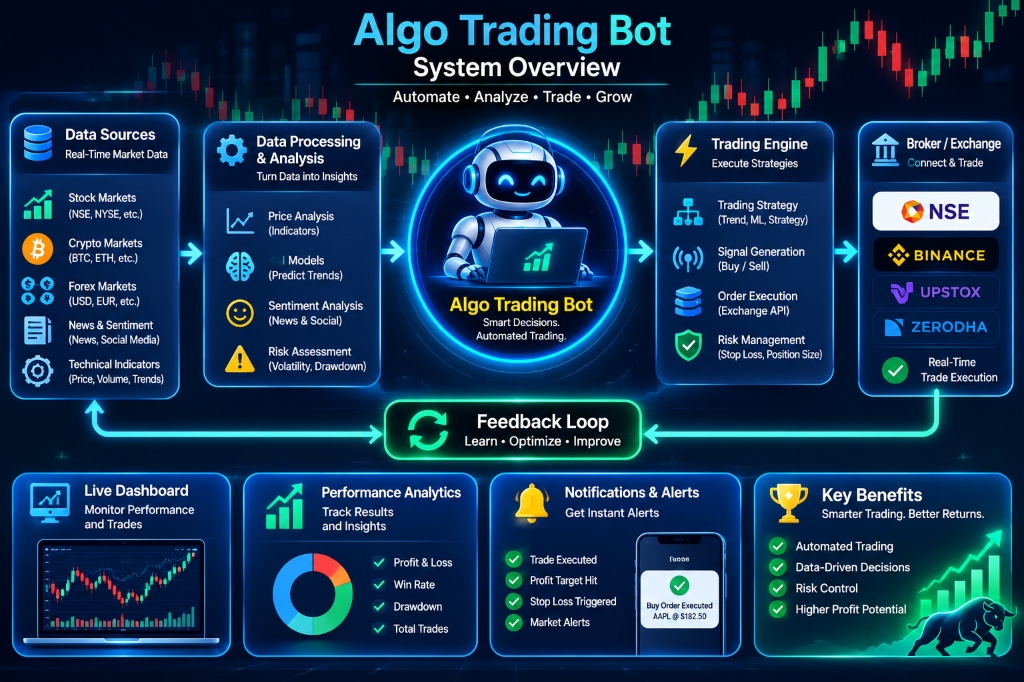 Algo Trading Bot
System Overview
Automate • Analyze • Trade • Grow
Data Sources
Real-Time Market Data
Stock Markets
(NSE, NYSE, etc.)
Crypto Markets
(BTC, ETH, etc.)
Forex Markets
(USD, EUR, etc.)
News & Sentiment
(News, Social Media)
Technical Indicators
(Price, Volume, Trends)
Data Processing
& Analysis
Turn Data into Insights
Price Analysis
(Indicators)
Models
(Predict Trends)
Sentiment Analysis
(News & Social)
Risk Assessment
(Volatility, Drawdown)
Algo Trading Bot
Smart Decisions.
Automated Trading.
Trading Engine
Execute Strategies
Trading Strategy
(Trend, ML, Strategy)
Signal Generation
(Buy / Sell)
Order Execution
(Exchange API)
Risk Management
(Stop Loss, Position Size)
Broker / Exchange
Connect & Trade
NSE
BINANCE
UPSTOX
ZERODHA
Real-Time
Trade Execution
Feedback Loop
Learn • Optimize • Improve
Live Dashboard
Monitor Performance
and Trades
Performance Analytics
Track Results
and Insights
Profit & Loss
Win Rate
Drawdown
Total Trades
Notifications & Alerts
Get Instant Alerts
Trade Executed
Profit Target Hit
Stop Loss Triggered
Market Alerts
Buy Order Executed
AAPL @ $182.50
Key Benefits
Smarter Trading. Better Returns.
Automated Trading
Data-Driven Decisions
Risk Control
Higher Profit Potential